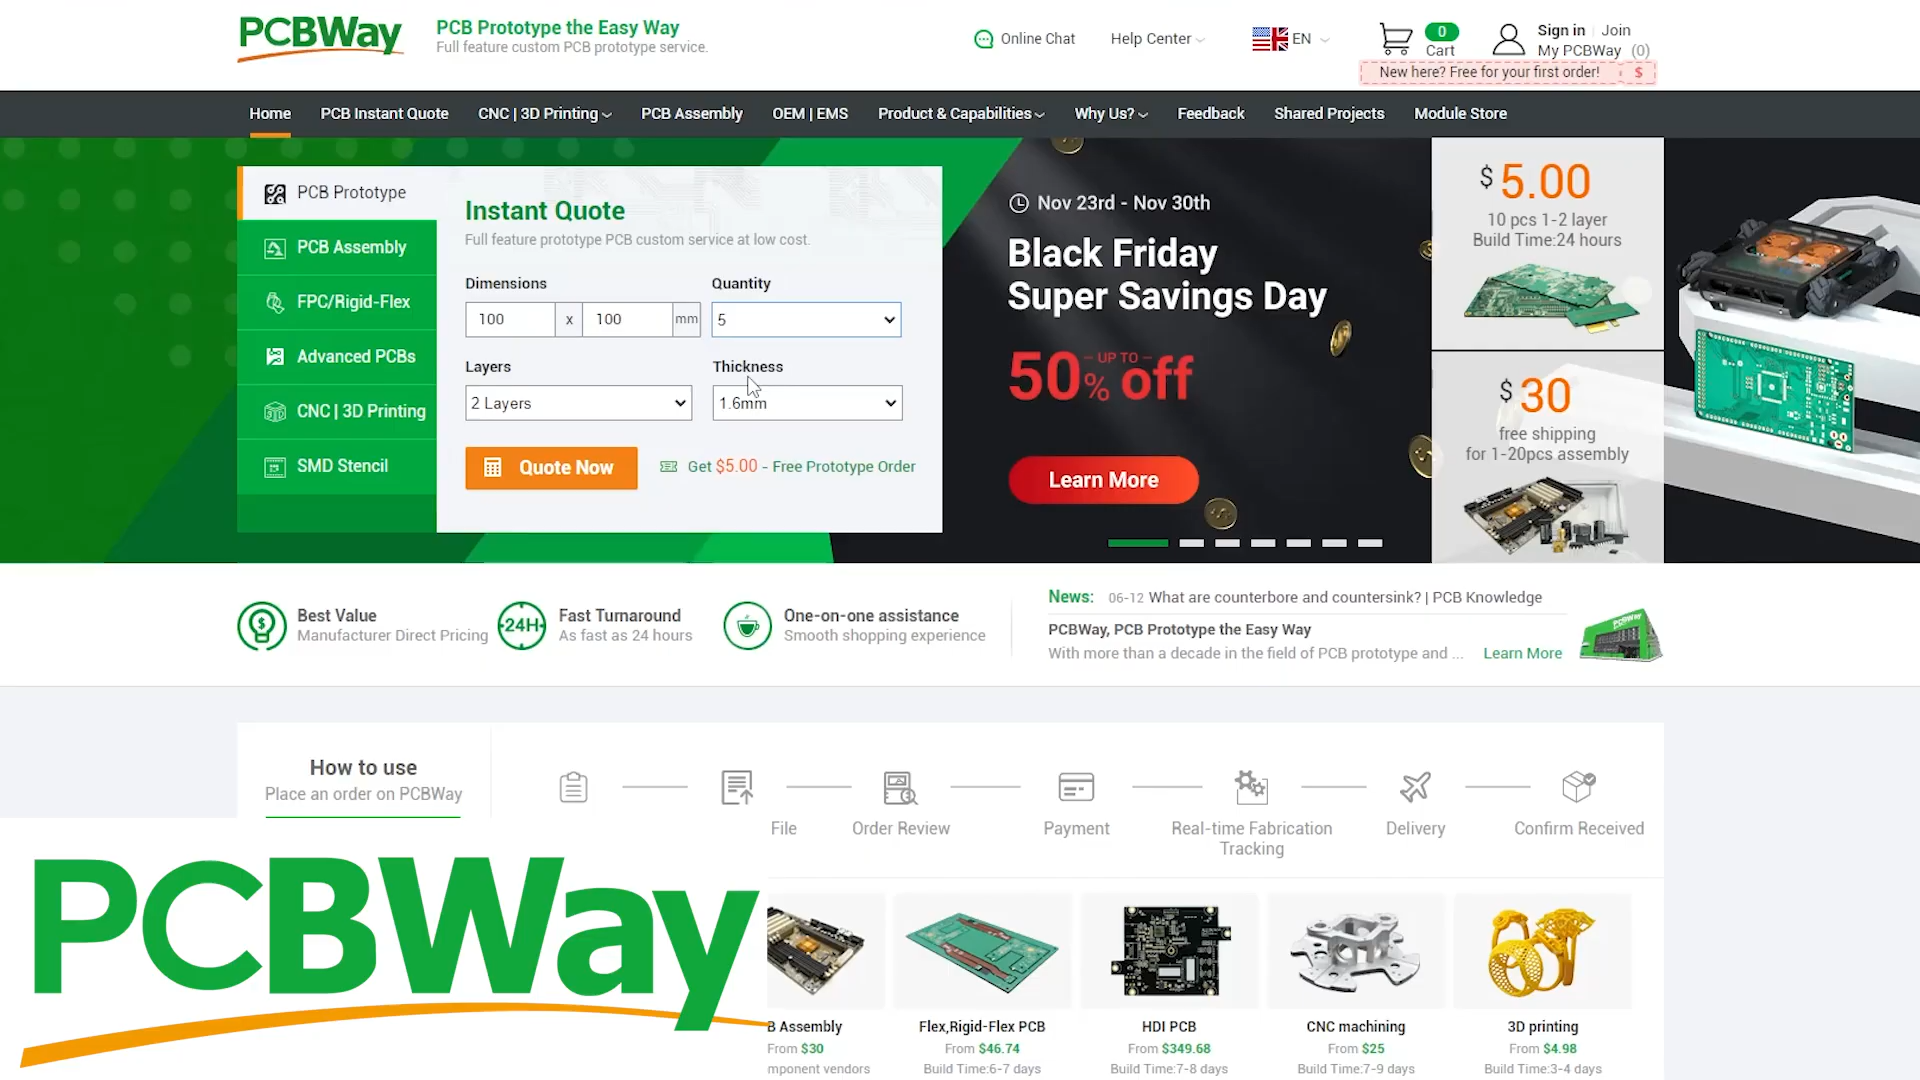 PCBWay
PCB Prototype the Easy Way
Full feature custom PCB prototype service.
Online Chat
Help Center
EN
0
Cart
Sign in
Join
My PCBWay (0)
New here? Free for your first order! $
Home
PCB Instant Quote
CNC | 3D Printing
PCB Assembly
OEM | EMS
Product & Capabilities
Why Us?
Feedback
Shared Projects
Module Store
PCB Prototype
PCB Assembly
FPC/Rigid-Flex
Advanced PCBs
CNC | 3D Printing
SMD Stencil
Instant Quote
Full feature prototype PCB custom service at low cost.
Dimensions
Quantity
100 x 100 mm
5
Layers
Thickness
2 Layers
1.6mm
Quote Now
Get $5.00 - Free Prototype Order
Nov 23rd - Nov 30th
Black Friday
Super Savings Day
50% - UP TO - off
Learn More
$ 5.00
10 pcs 1-2 layer
Build Time:24 hours
$ 30
free shipping
for 1-20pcs assembly
Best Value
Manufacturer Direct Pricing
24H
Fast Turnaround
As fast as 24 hours
One-on-one assistance
Smooth shopping experience
News: 06-12 What are counterbore and countersink? | PCB Knowledge
PCBWay, PCB Prototype the Easy Way
With more than a decade in the field of PCB prototype and ... Learn More
PCBWay
How to use
Place an order on PCBWay
File
Order Review
Payment
Real-time Fabrication
Tracking
Delivery
Confirm Received
PCBWay
B Assembly
From $30
mponent vendors
Flex,Rigid-Flex PCB
From $46.74
Build Time:6-7 days
HDI PCB
From $349.68
Build Time:7-8 days
CNC machining
From $25
Build Time:7-9 days
3D printing
From $4.98
Build Time:3-4 days